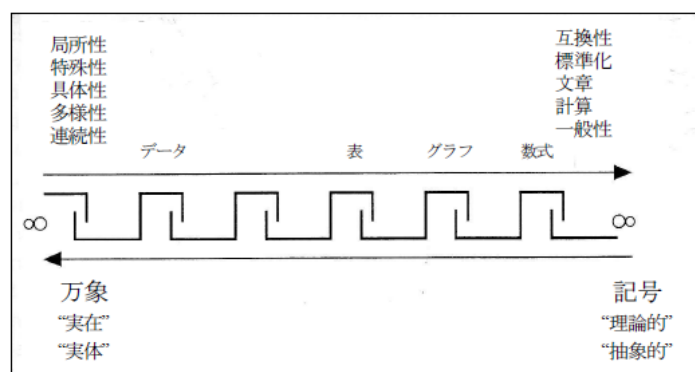 局所性
特殊性
具体性
多様性
連続性
互換性
標準化
文章
計算
一般性
データ
表
グラフ
数式
∞
∞
万象
“実在”
“実体”
記号
“理論的”
“抽象的”